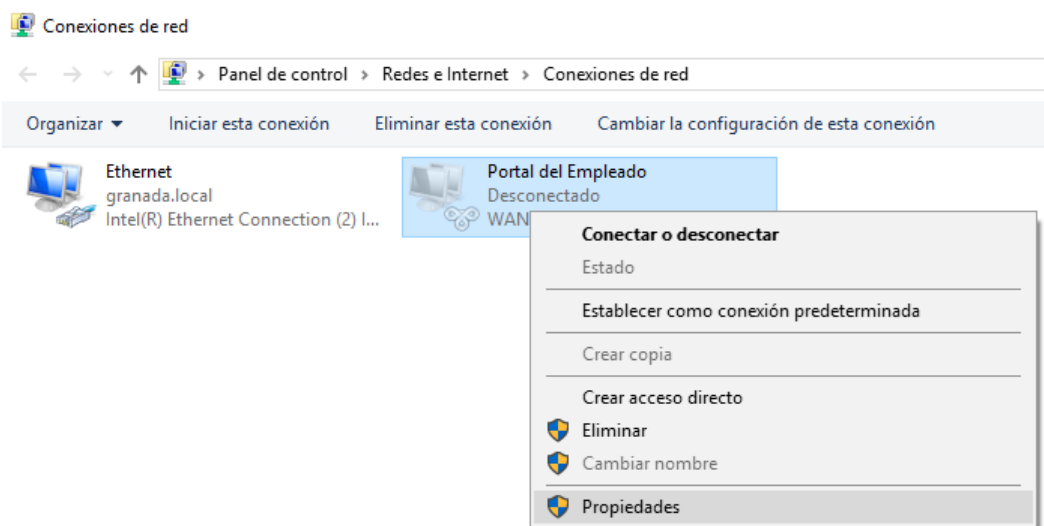 Conexiones de red
Panel de control > Redes e Internet > Conexiones de red
Organizar Iniciar esta conexión Eliminar esta conexión Cambiar la configuración de esta conexión
Ethernet
granada.local
Intel(R) Ethernet Connection (2) I...
Portal del Empleado
Desconectado
WAN
Conectar o desconectar
Estado
Establecer como conexión predeterminada
Crear copia
Crear acceso directo
Eliminar
Cambiar nombre
Propiedades